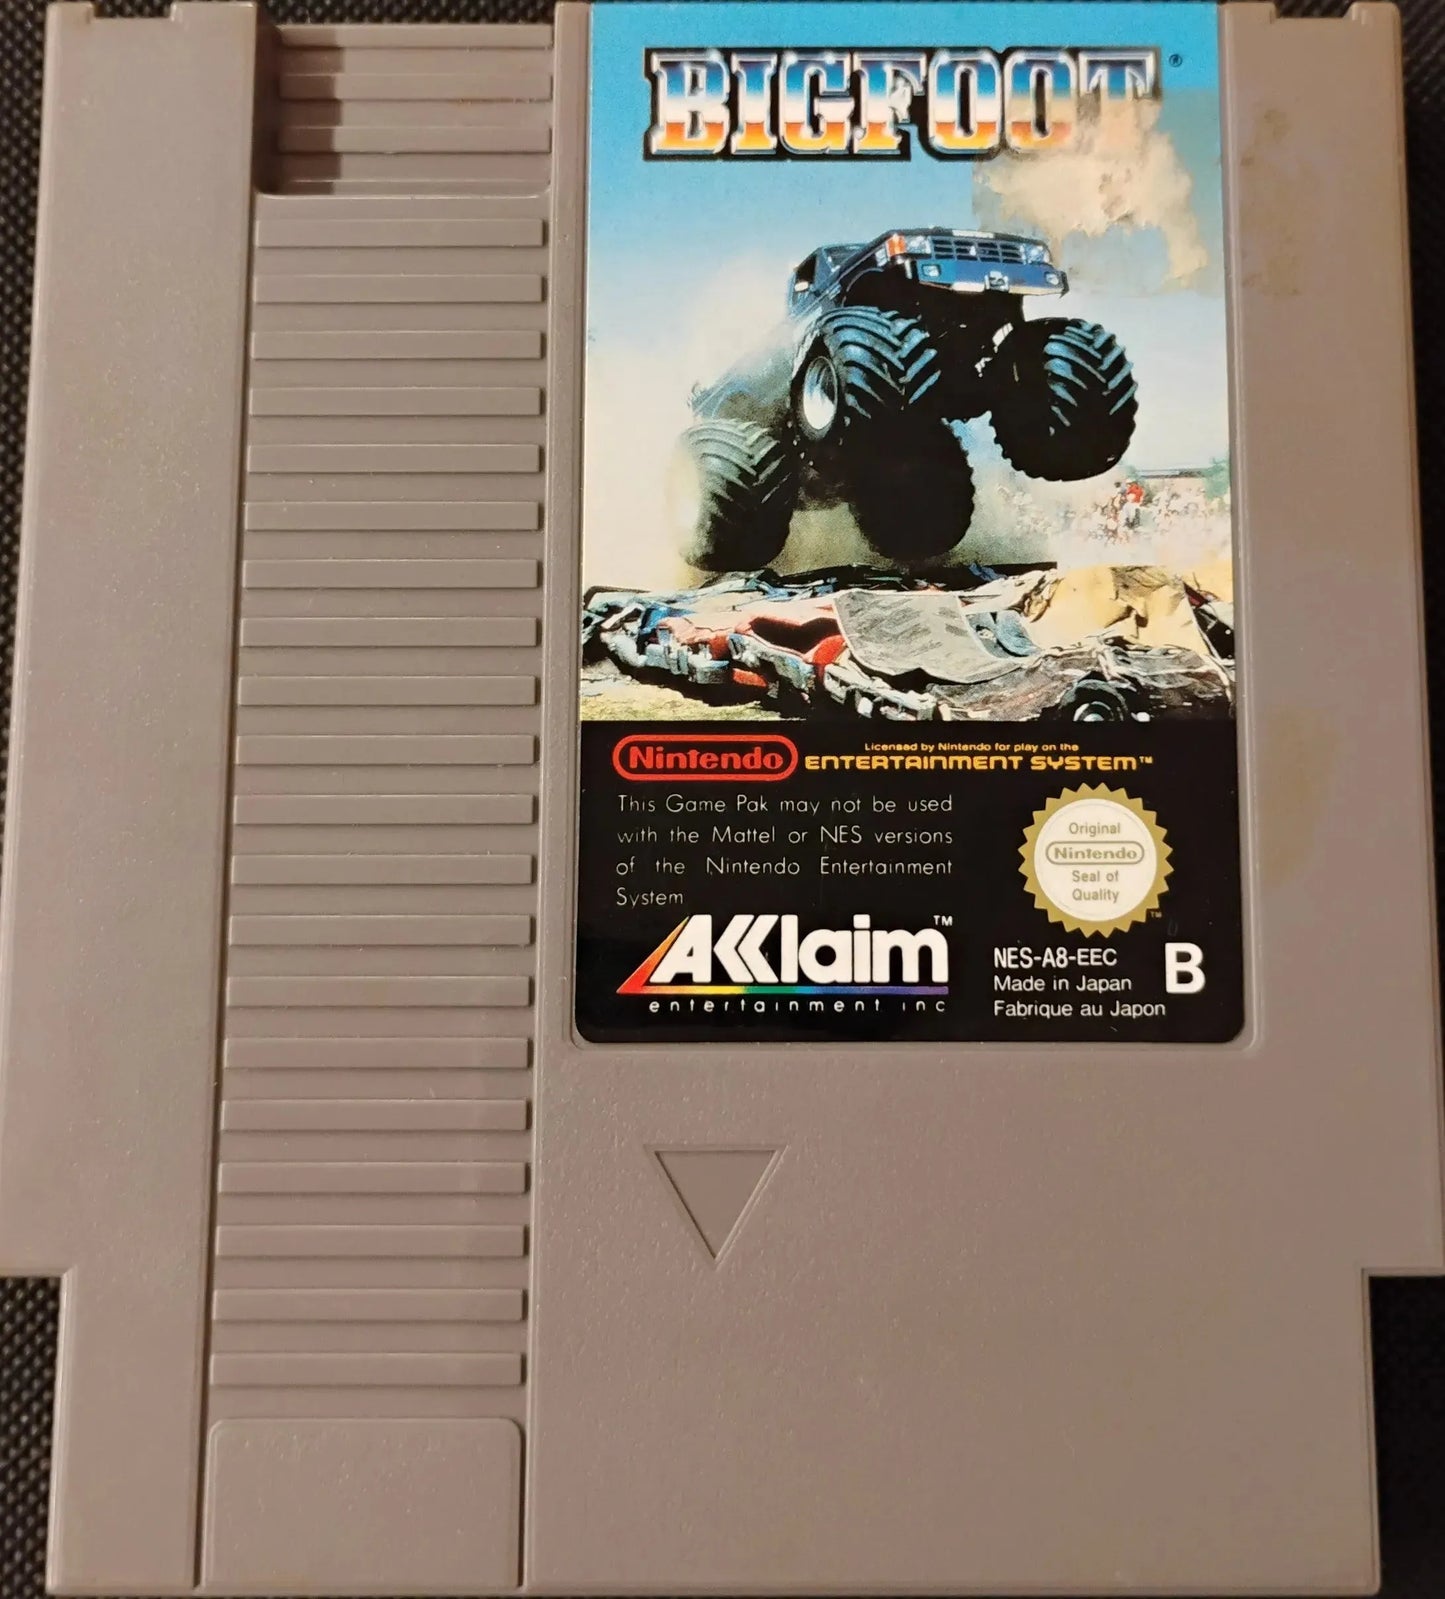 BIGFOOT®
Nintendo
Licensed by Nintendo for play on the
ENTERTAINMENT SYSTEM™
This Game Pak may not be used
with the Mattel or NES versions
of the Nintendo Entertainment
System
Original
Nintendo
Seal of
Quality
™
AKKlaim™
entertainment inc
NES-A8-EEC
Made in Japan
Fabrique au Japon
B